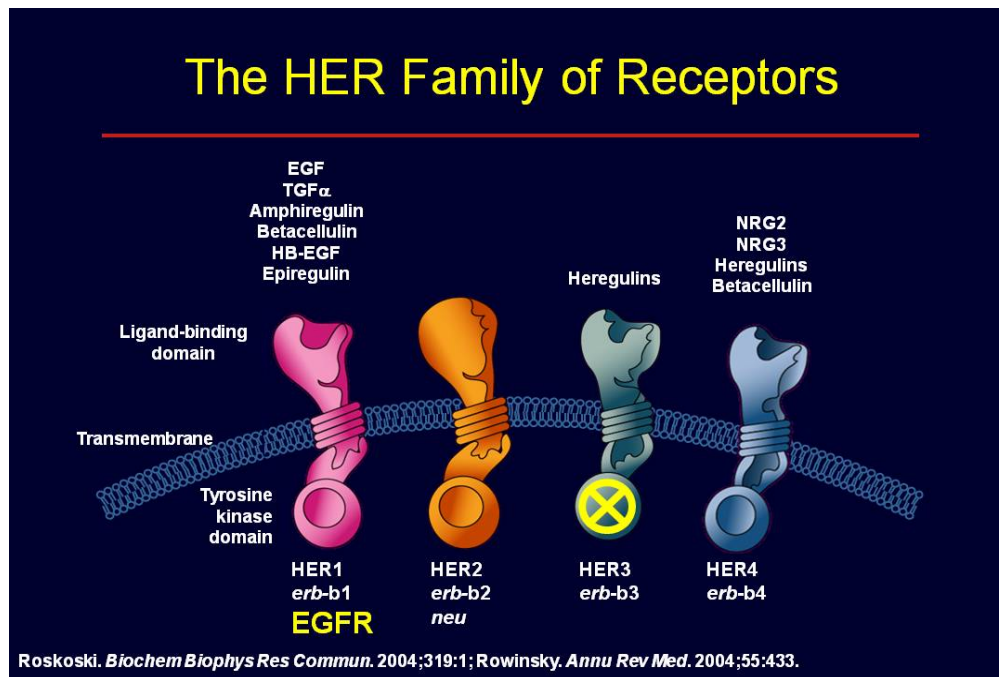 The HER Family of Receptors
EGF
TGFα
Amphiregulin
Betacellulin
HB-EGF
Epiregulin
NRG2
NRG3
Heregulins
Betacellulin
Heregulins
Ligand-binding
domain
Transmembrane
Tyrosine
kinase
domain
HER1
erb-b1
EGFR
HER2
erb-b2
neu
HER3
erb-b3
HER4
erb-b4
Roskoski. Biochem Biophys Res Commun. 2004;319:1; Rowinsky. Annu Rev Med. 2004;55:433.